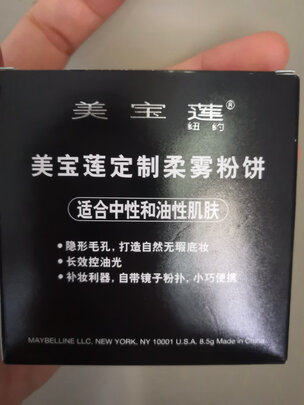 美宝莲®
纽约
美宝莲定制柔雾粉饼
适合中性和油性肌肤
●隐形毛孔，打造自然无瑕底妆
●长效控油光
●补妆利器，自带镜子粉扑，小巧便携
MAYBELLINE LLC, NEW YORK, NY 10001 U.S.A. 8.5g Made in China.